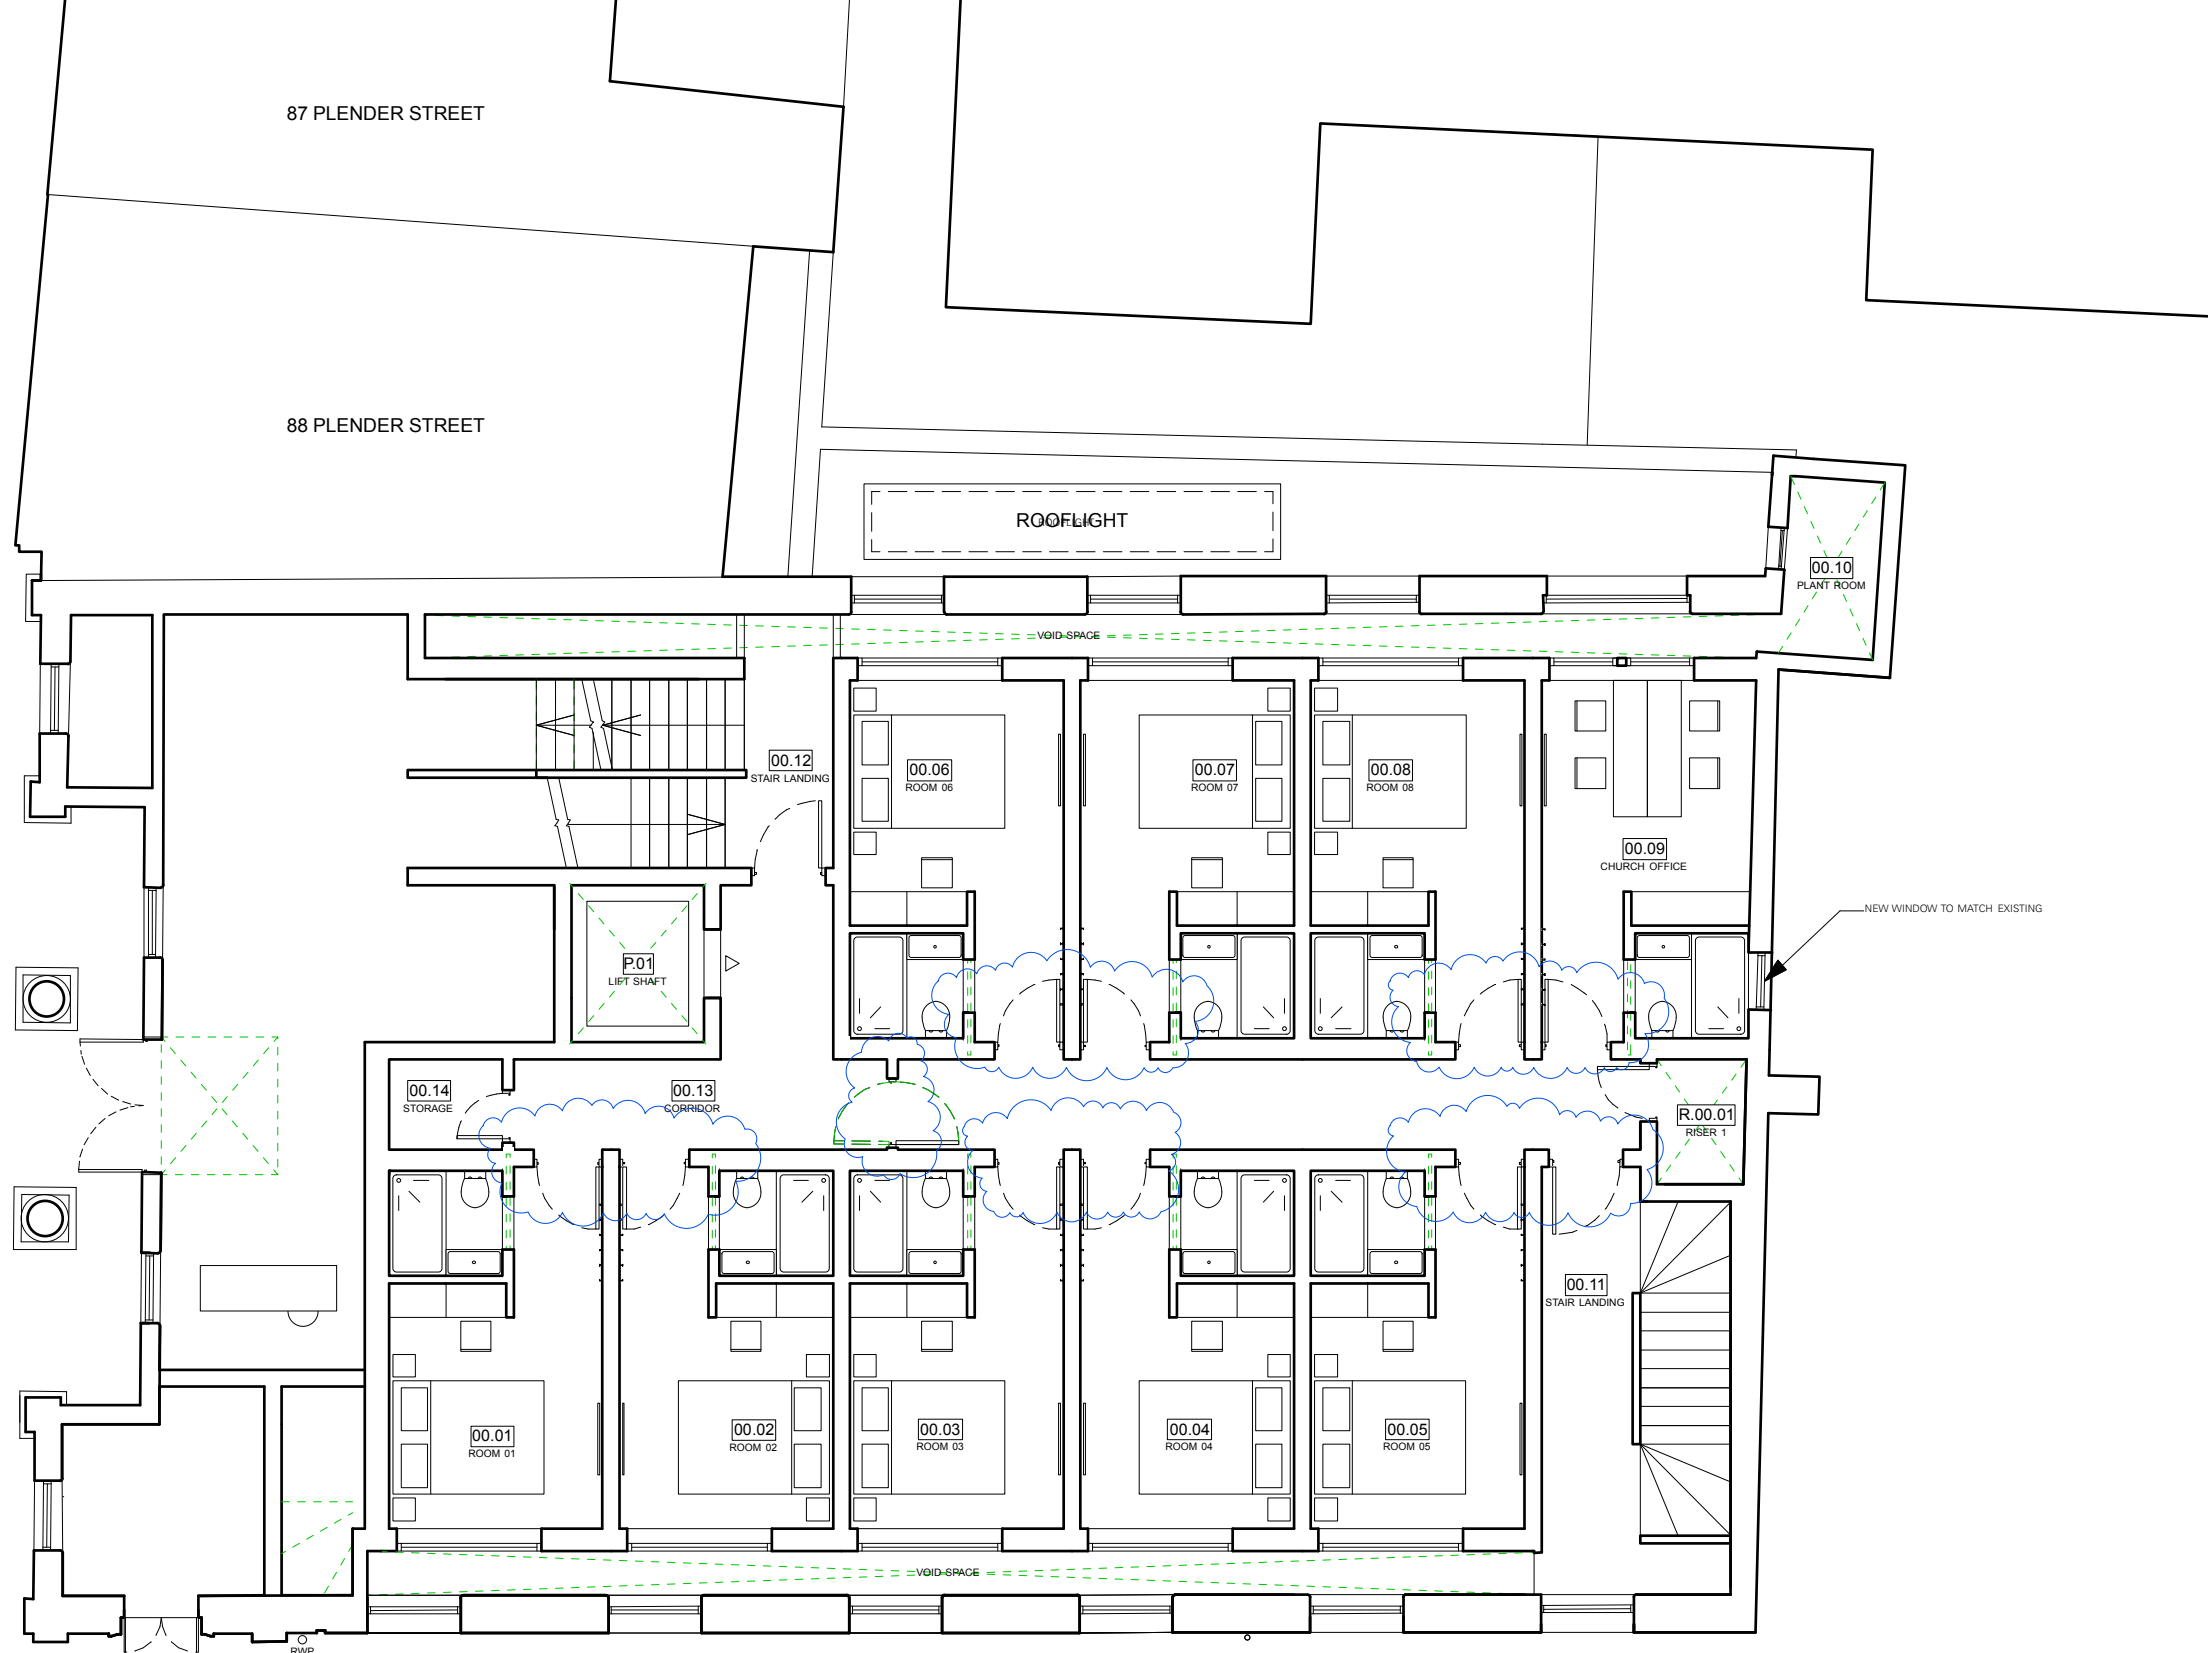 87 PLENDER STREET
88 PLENDER STREET
ROOFLIGHT
ROOFLIGHT
00.10
PLANT ROOM
VOID SPACE
00.12
STAIR LANDING
00.06
ROOM 06
00.07
ROOM 07
00.08
ROOM 08
00.09
CHURCH OFFICE
NEW WINDOW TO MATCH EXISTING
P.01
LIFT SHAFT
00.14
STORAGE
00.13
CORRIDOR
R.00.01
RISER 1
00.11
STAIR LANDING
00.01
ROOM 01
00.02
ROOM 02
00.03
ROOM 03
00.04
ROOM 04
00.05
ROOM 05
VOID SPACE
RWP